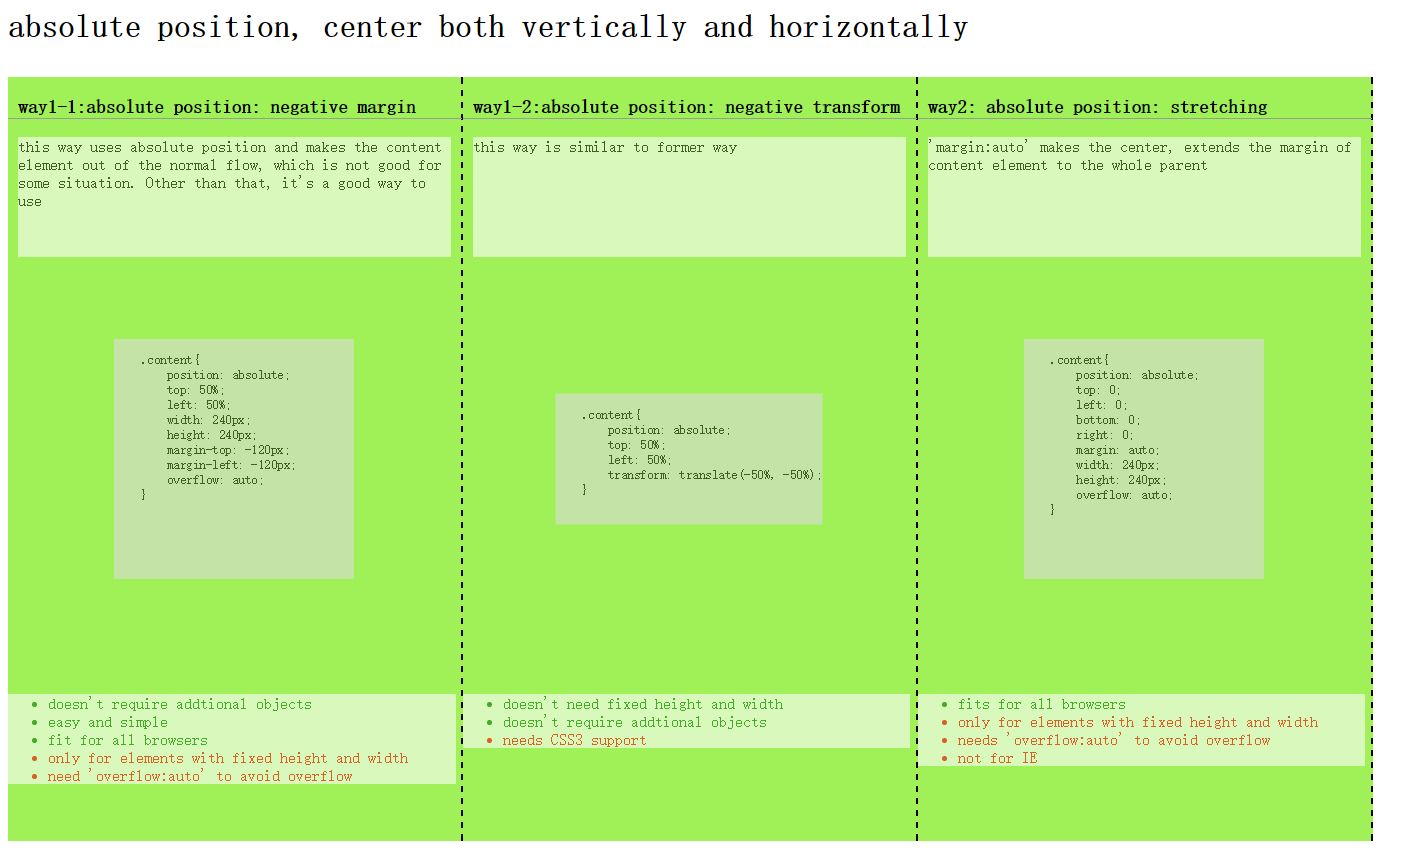 absolute position, center both vertically and horizontally
way1-1:absolute position: negative margin
this way uses absolute position and makes the content
element out of the normal flow, which is not good for
some situation. Other than that, it's a good way to
use
.content{
position: absolute;
top: 50%;
left: 50%;
width: 240px;
height: 240px;
margin-top: -120px;
margin-left: -120px;
overflow: auto;
}
doesn't require addtional objects
easy and simple
fit for all browsers
only for elements with fixed height and width
need 'overflow:auto' to avoid overflow
way1-2:absolute position: negative transform
this way is similar to former way
.content{
position: absolute;
top: 50%;
left: 50%;
transform: translate(-50%, -50%);
}
doesn't need fixed height and width
doesn't require addtional objects
needs CSS3 support
way2: absolute position: stretching
'margin:auto' makes the center, extends the margin of
content element to the whole parent
.content{
position: absolute;
top: 0;
left: 0;
bottom: 0;
right: 0;
margin: auto;
width: 240px;
height: 240px;
overflow: auto;
}
fits for all browsers
only for elements with fixed height and width
needs 'overflow:auto' to avoid overflow
not for IE